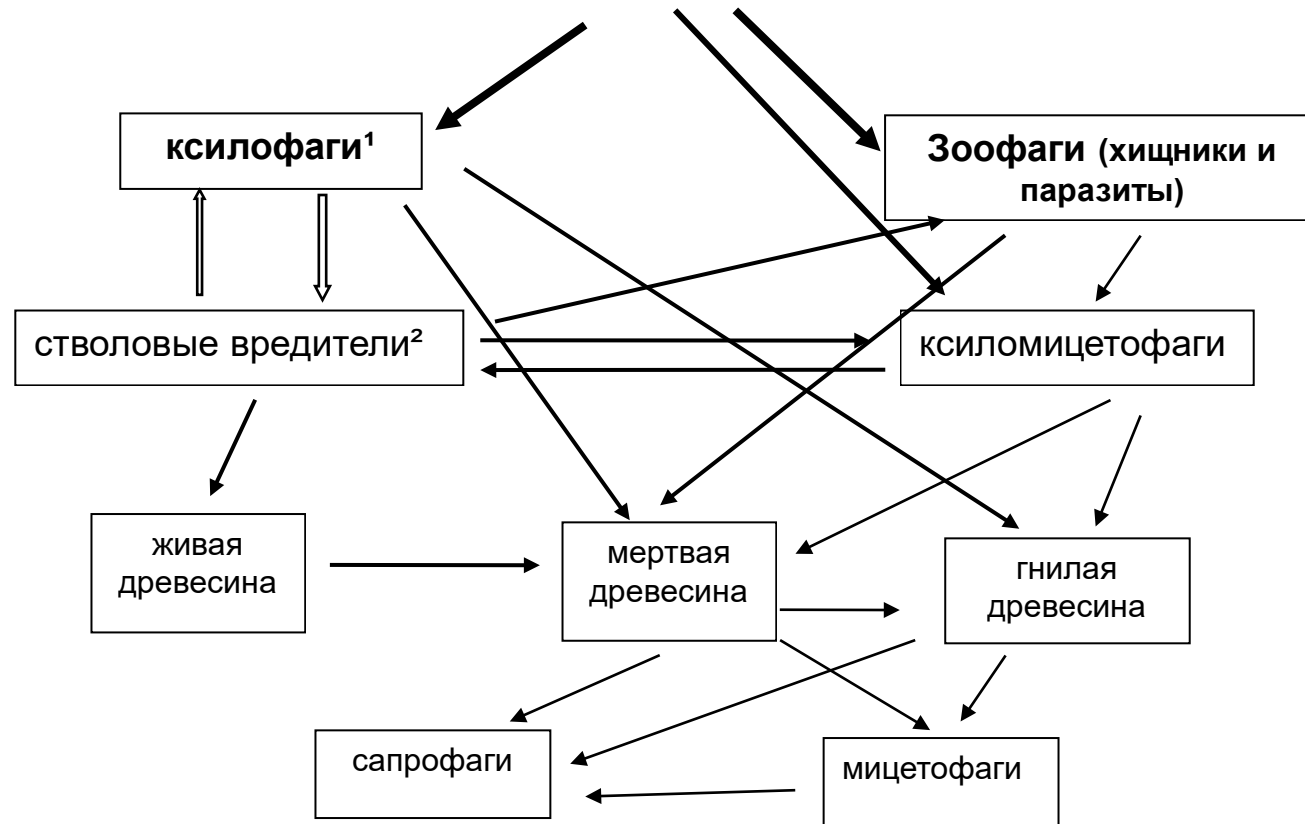 ксилофаги¹
Зоофаги (хищники и
паразиты)
стволовые вредители²
ксиломицетофаги
живая
древесина
мертвая
древесина
гнилая
древесина
сапрофаги
мицетофаги